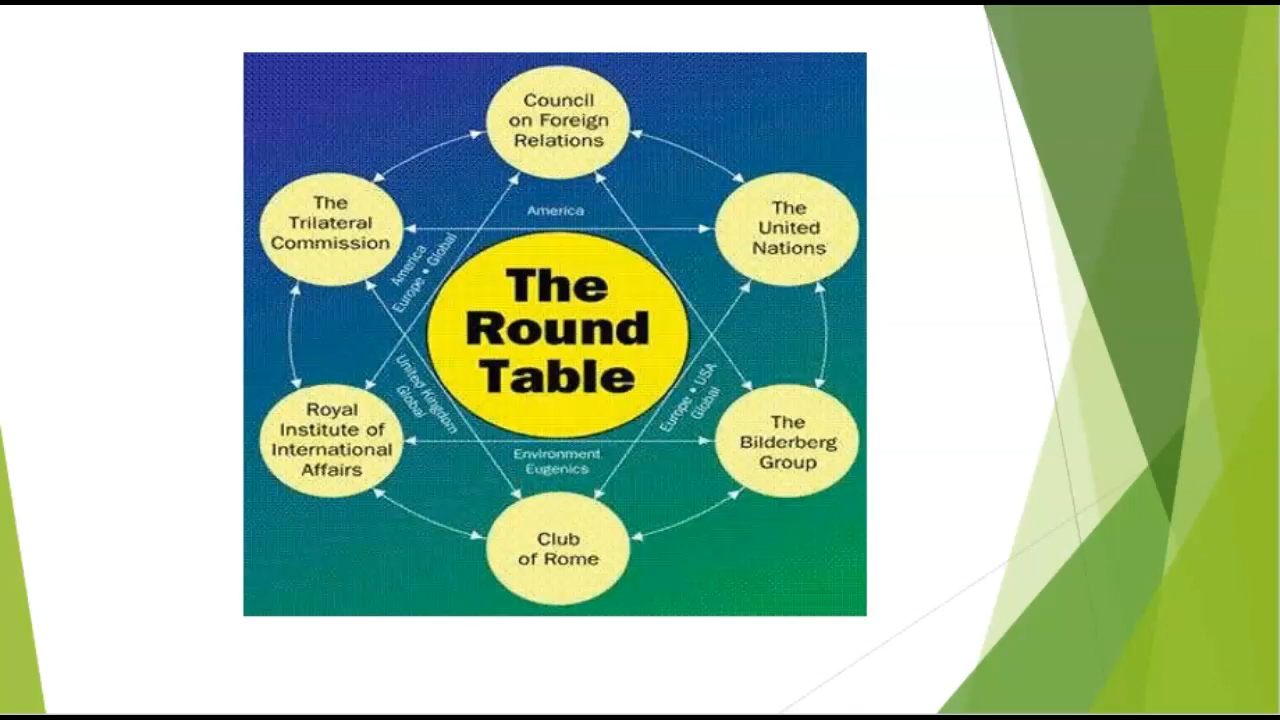 Council
on Foreign
Relations
The
Trilateral
Commission
The
United
Nations
America
America
Europe • Global
The
Round
Table
United Kingdom
Global
Europe • USA
Global
Royal
Institute of
International
Affairs
The
Bilderberg
Group
Environment
Eugenics
Club
of Rome